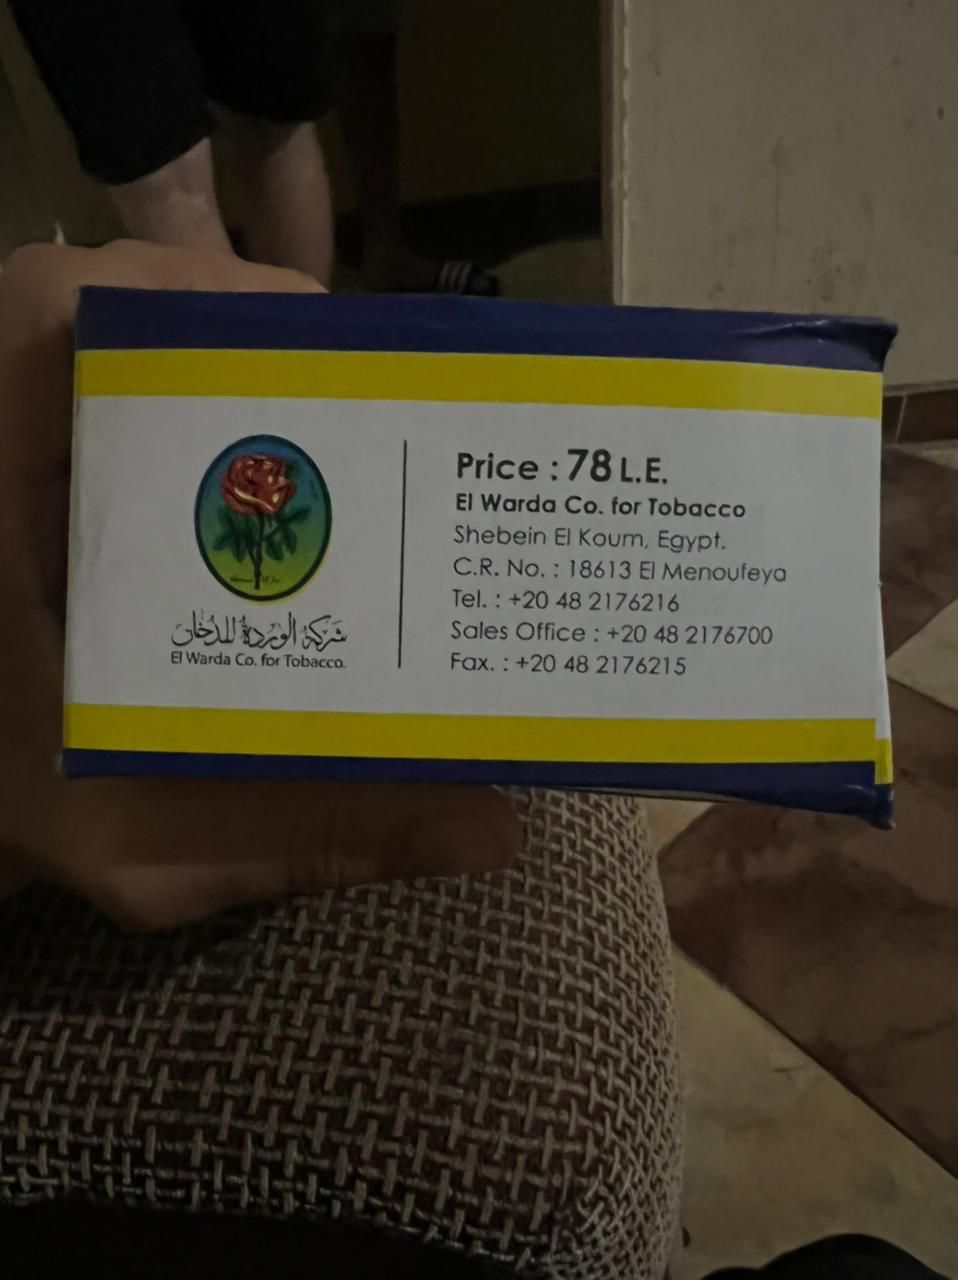 شركة الوردة للدخان
El Warda Co. for Tobacco.
Price : 78 L.E.
El Warda Co. for Tobacco
Shebein El Koum, Egypt.
C.R. No. : 18613 El Menoufeya
Tel. : +20 48 2176216
Sales Office : +20 48 2176700
Fax. : +20 48 2176215